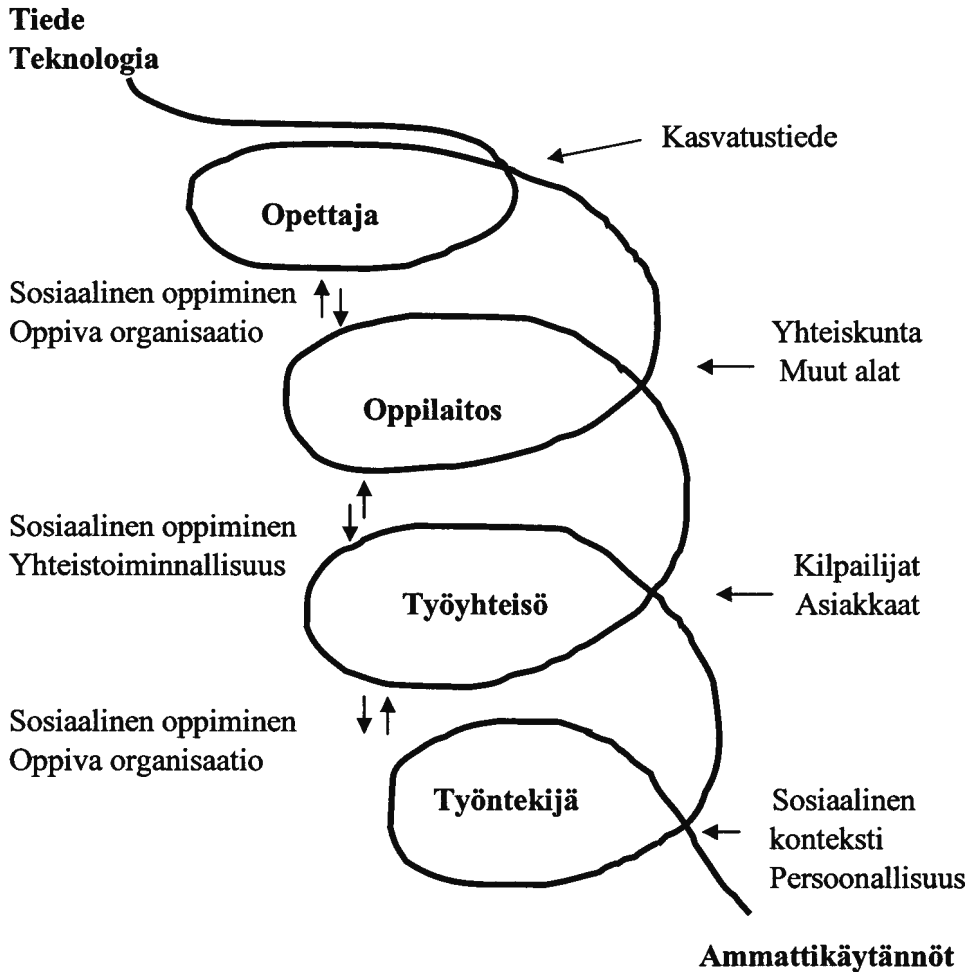 Tiede
Teknologia
Kasvatustiede
Opettaja
Sosiaalinen oppiminen
Oppiva organisaatio
Yhteiskunta
Muut alat
Oppilaitos
Sosiaalinen oppiminen
Yhteistoiminnallisuus
Kilpailijat
Asiakkaat
Työyhteisö
Sosiaalinen oppiminen
Oppiva organisaatio
Työntekijä
Sosiaalinen
konteksti
Persoonallisuus
Ammattikäytännöt